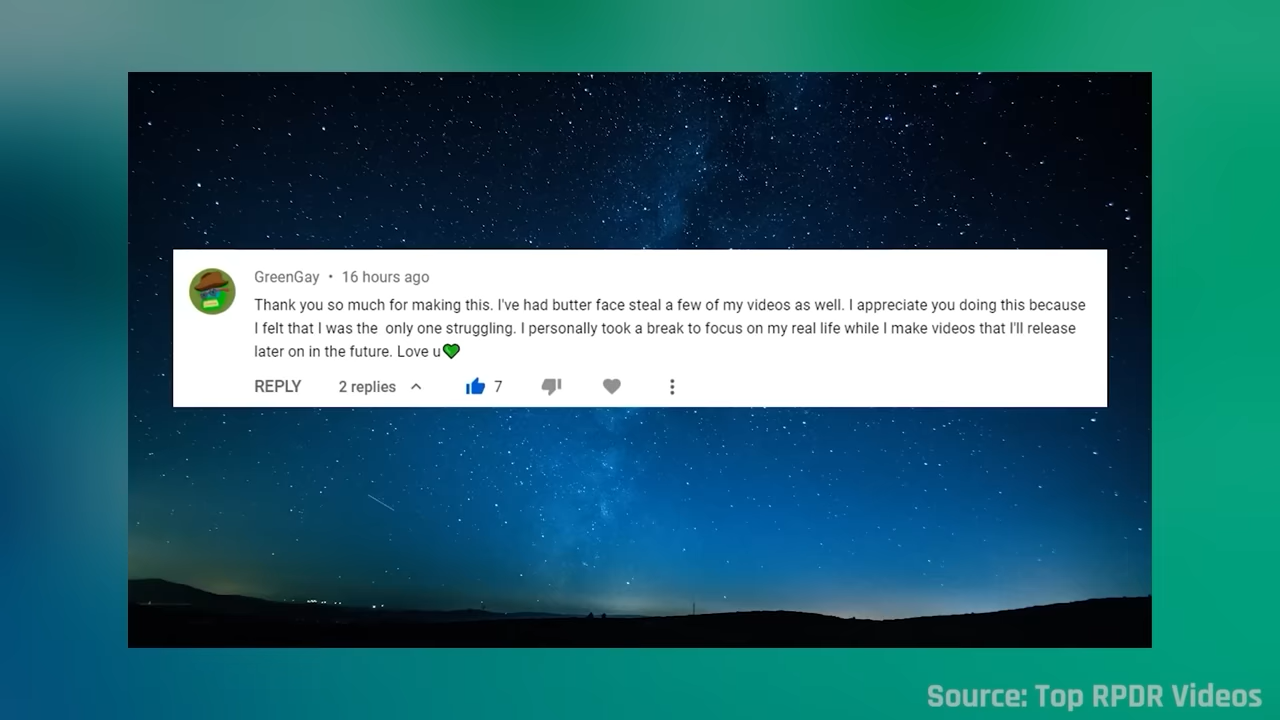 GreenGay • 16 hours ago
Thank you so much for making this. I've had butter face steal a few of my videos as well. I appreciate you doing this because
I felt that I was the  only one struggling. I personally took a break to focus on my real life while I make videos that I'll release
later on in the future. Love u💚
REPLY 2 replies 7
Source: Top RPDR Videos